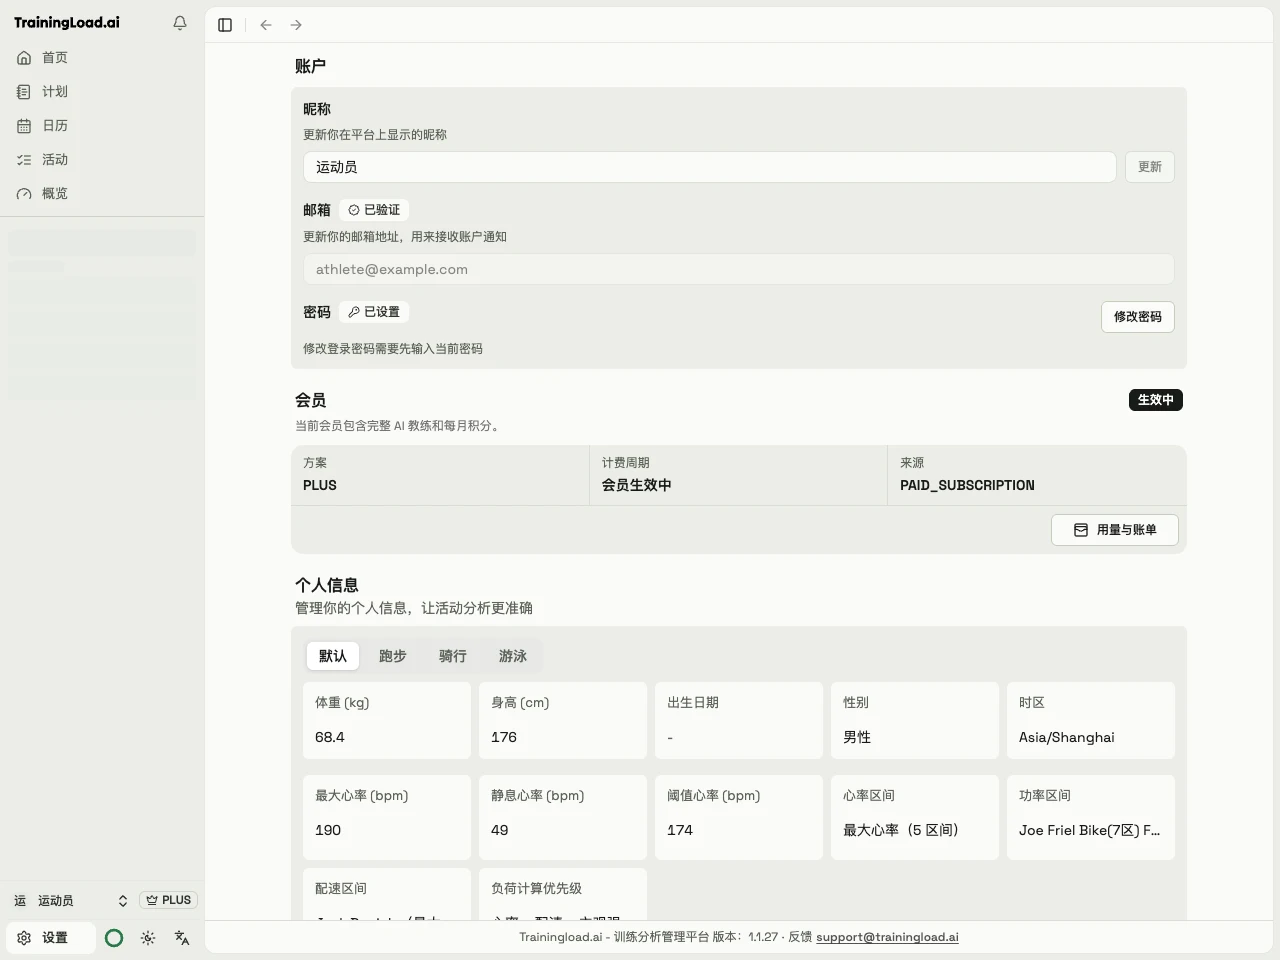 TrainingLoad.ai
首页
计划
日历
活动
概览
运 运动员 PLUS
设置
账户
昵称
更新你在平台上显示的昵称
运动员 更新
邮箱 已验证
更新你的邮箱地址，用来接收账户通知
athlete@example.com
密码 已设置 修改密码
修改登录密码需要先输入当前密码
会员 生效中
当前会员包含完整 AI 教练和每月积分。
方案 计费周期 来源
PLUS 会员生效中 PAID_SUBSCRIPTION
用量与账单
个人信息
管理你的个人信息，让活动分析更准确
默认 跑步 骑行 游泳
体重 (kg) 身高 (cm) 出生日期 性别 时区
68.4 176 - 男性 Asia/Shanghai
最大心率 (bpm) 静息心率 (bpm) 阈值心率 (bpm) 心率区间 功率区间
190 49 174 最大心率（5 区间） Joe Friel Bike(7区) F...
配速区间 负荷计算优先级
Trainingload.ai - 训练分析管理平台 版本： 1.1.27 · 反馈 support@trainingload.ai